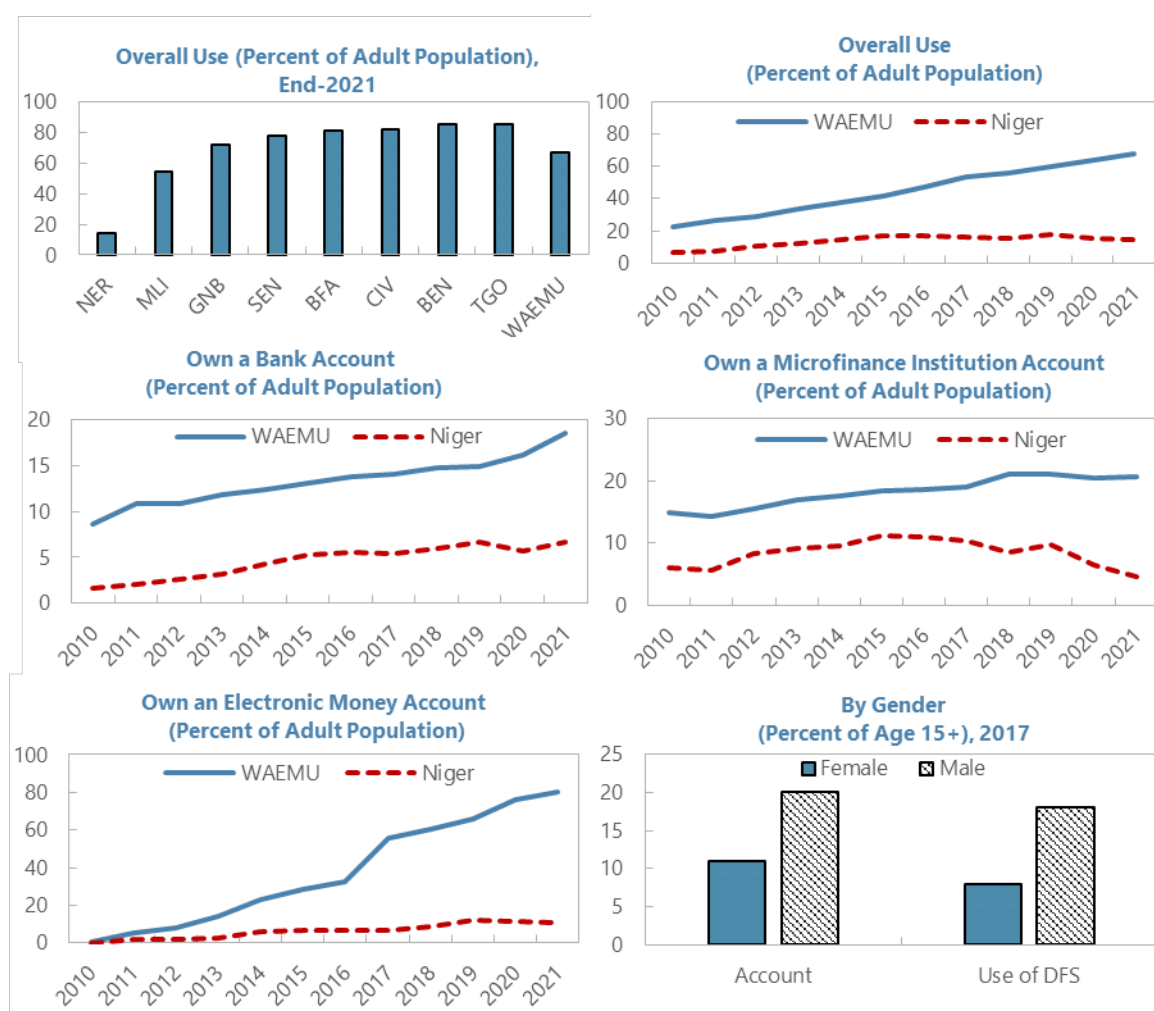 Overall Use (Percent of Adult Population),
End-2021
100
80
60
40
20
0
NER
MLI
GNB
SEN
BFA
CIV
BEN
TGO
WAEMU
Overall Use
(Percent of Adult Population)
100
80
60
40
20
0
WAEMU
Niger
2010
2011
2012
2013
2014
2015
2016
2017
2018
2019
2020
2021
Own a Bank Account
(Percent of Adult Population)
20
15
10
5
0
WAEMU
Niger
2010
2011
2012
2013
2014
2015
2016
2017
2018
2019
2020
2021
Own a Microfinance Institution Account
(Percent of Adult Population)
30
20
10
0
WAEMU
Niger
2010
2011
2012
2013
2014
2015
2016
2017
2018
2019
2020
2021
Own an Electronic Money Account
(Percent of Adult Population)
100
80
60
40
20
0
WAEMU
Niger
2010
2011
2012
2013
2014
2015
2016
2017
2018
2019
2020
2021
By Gender
(Percent of Age 15+), 2017
25
20
15
10
5
0
Female
Male
Account
Use of DFS